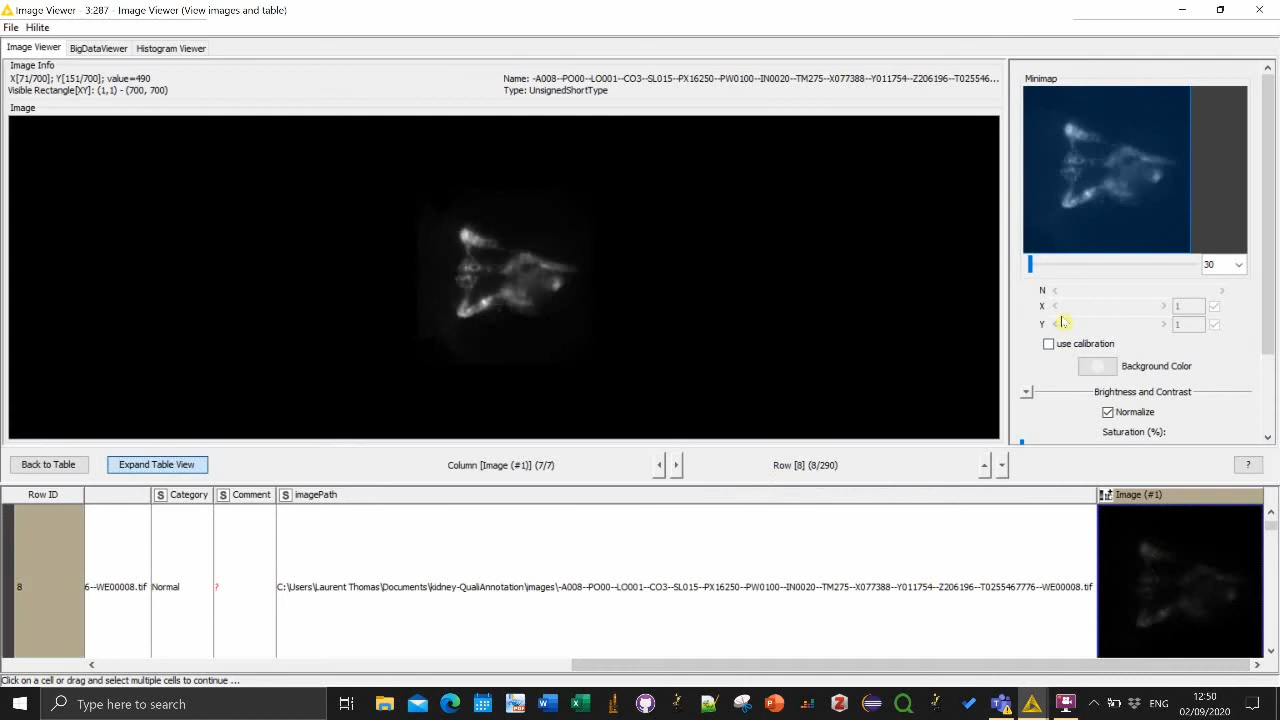 Image Viewer - 3:287 - Image Viewer (View images and table)
File Hilite
Image Viewer BigDataViewer Histogram Viewer
Image Info
X[71/700]; Y[151/700]; value=490
Name: -A008--PO00--LO001--CO3--SL015--PX16250--PW0100--IN0020--TM275--X077388--Y011754--Z206196--T025546...
Visible Rectangle[XY]: (1,1) - (700, 700)
Type: UnsignedShortType
Image
Minimap
30
N
X 1
Y 1
use calibration
Background Color
Brightness and Contrast
Normalize
Saturation (%):
Back to Table Expand Table View Column [Image (#1)] (7/7) Row [8] (8/290) ?
Row ID S Category S Comment S imagePath Image (#1)
8 6--WE00008.tif Normal ? C:\Users\Laurent Thomas\Documents\kidney-QualiAnnotation\images\-A008--PO00--LO001--CO3--SL015--PX16250--PW0100--IN0020--TM275--X077388--Y011754--Z206196--T0255467776--WE00008.tif
Click on a cell or drag and select multiple cells to continue ...
Type here to search
ENG
12:50
02/09/2020